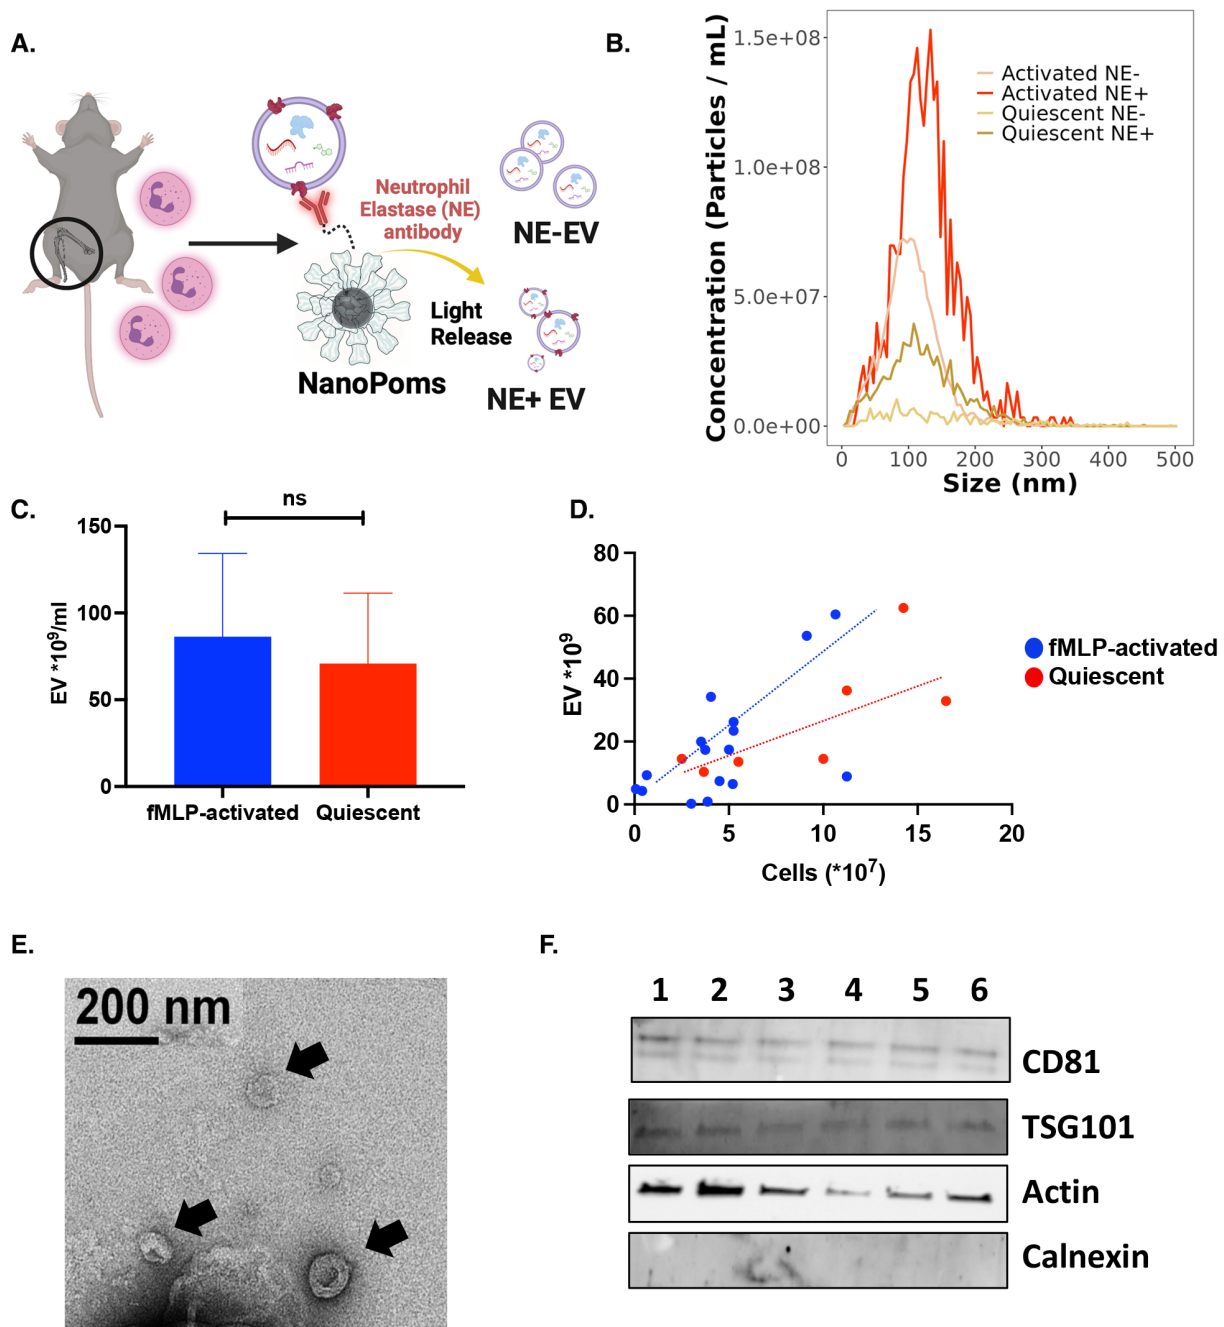 A.
Neutrophil
Elastase (NE)
antibody
NE-EV
Light
Release
NanoPoms
NE+ EV
B.
Concentration (Particles / mL)
1.5e+08
1.0e+08
5.0e+07
0.0e+00
Activated NE-
Activated NE+
Quiescent NE-
Quiescent NE+
0 100 200 300 400 500
Size (nm)
C.
ns
EV *10⁹/ml
150
100
50
0
fMLP-activated Quiescent
D.
EV *10⁹
80
60
40
20
0
0 5 10 15 20
Cells (*10⁷)
fMLP-activated
Quiescent
E.
200 nm
F.
1 2 3 4 5 6
CD81
TSG101
Actin
Calnexin